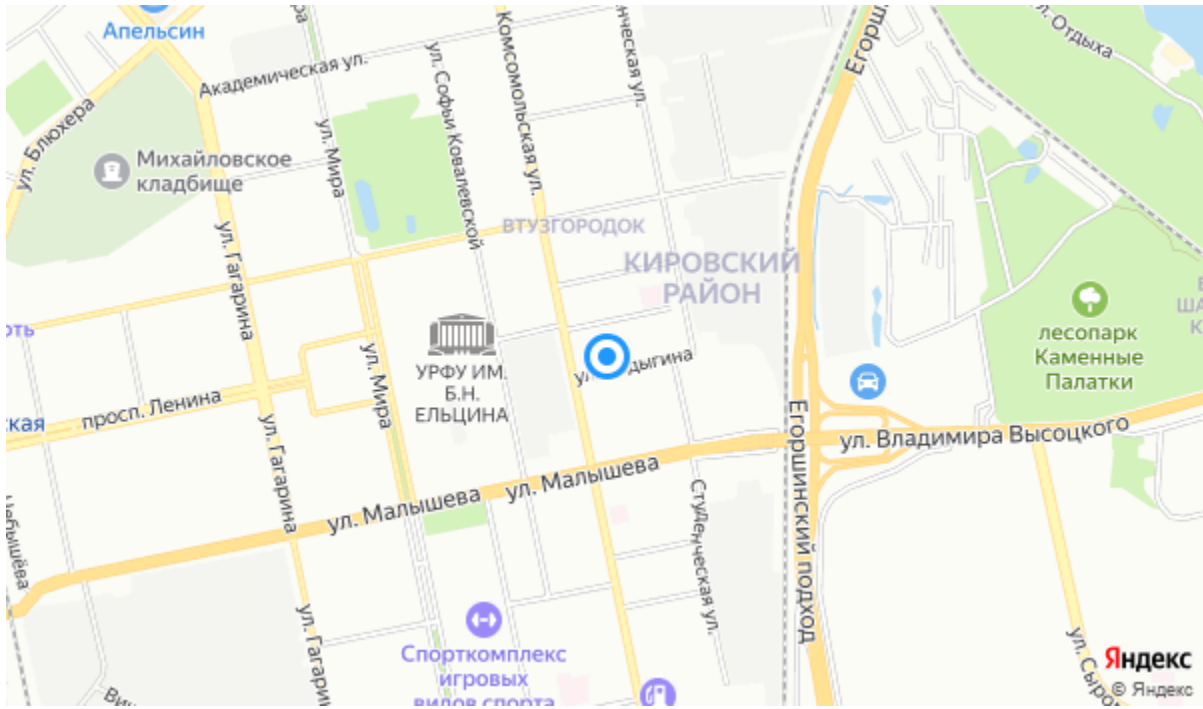 Апельсин
Академическая ул.
ул. Блюхера
Михайловское
кладбище
ул. Мира
ул. Софьи Ковалевской
Комсомольская ул.
ул. Отдыха
ВТУЗГОРОДОК
КИРОВСКИЙ
РАЙОН
ул. Гагарина
УРФУ ИМ.
Б.Н.
ЕЛЬЦИНА
ул. Мира
просп. Ленина
лесопарк
Каменные
Палатки
ул. Владимира Высоцкого
Егоршинский подход
ул. Малышева
ул. Малышева
ул. Гагарина
Студенческая ул.
Спорткомплекс
игровых
видов спорта
Яндекс
© Яндекс